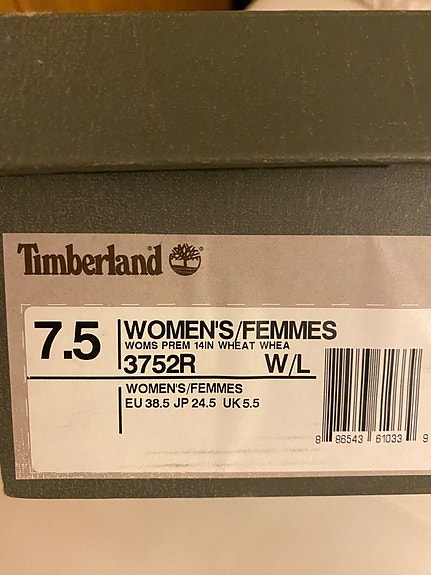 Timberland
7.5
WOMEN'S/FEMMES
WOMS PREM 14IN WHEAT WHEA
3752R W/L
WOMEN'S/FEMMES
EU 38.5 JP 24.5 UK 5.5
8 86543 61033 9